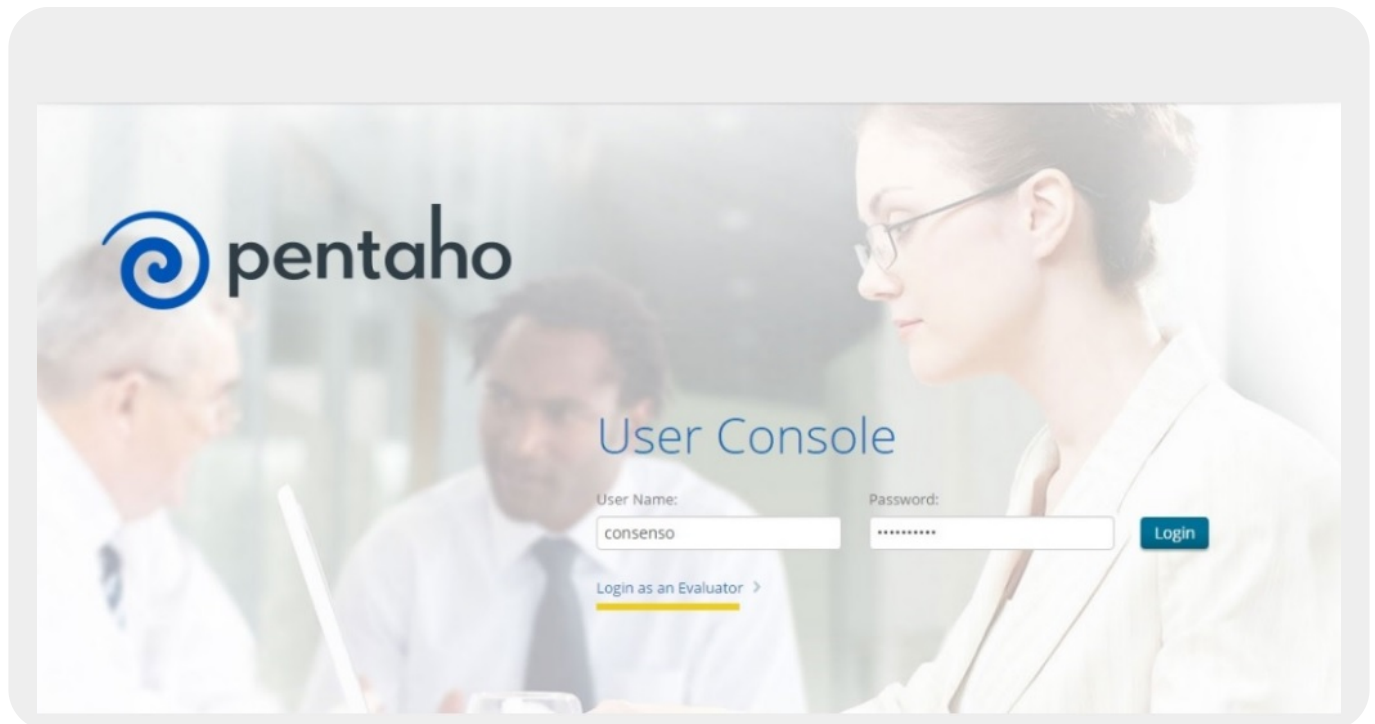 pentaho
User Console
User Name:
Password:
consenso
••••••••••
Login
Login as an Evaluator >